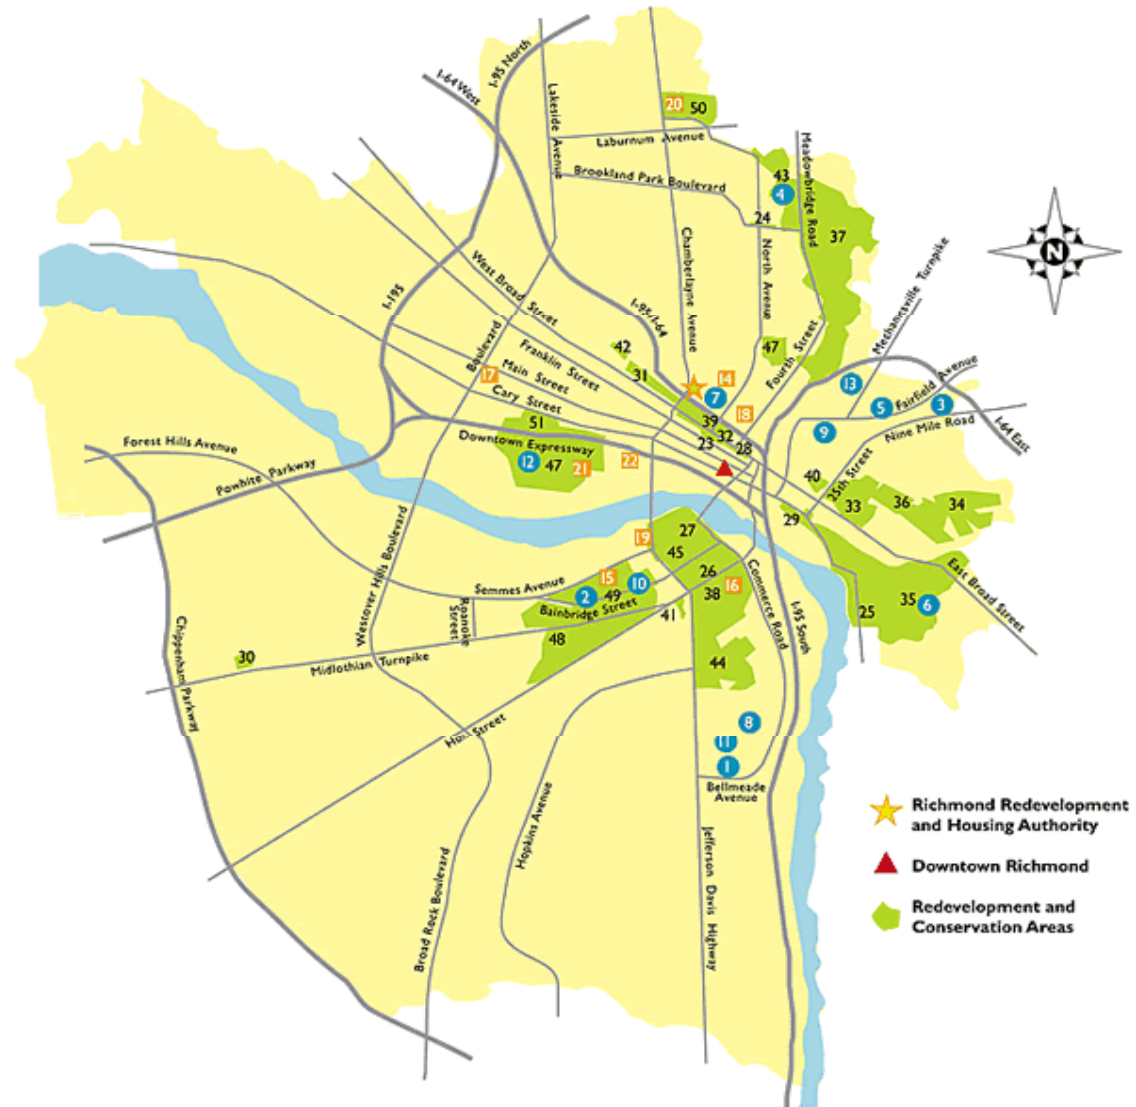 I-95 North
I-64 West
Lakeside Avenue
20 50
Laburnum Avenue
Brookland Park Boulevard
Meadowbridge Road
43
4
24
37
N
Chamberlayne Avenue
North Avenue
Mechanicsville Turnpike
West Broad Street
I-195
I-95/I-64
Boulevard
Franklin Street
Main Street
Cary Street
17
42
31
47
Fourth Street
14
7
18
39
32
23
28
13
5
Fairfield Avenue
3
9
Nine Mile Road
I-64 East
51
Downtown Expressway
12 47 21
22
Forest Hills Avenue
Powhite Parkway
40
25th Street
33
36
34
29
27
19
45
26
38
16
Westover Hills Boulevard
Semmes Avenue
15
10
2 49
Bainbridge Street
Roanoke
Street
41
48
Commerce Road
I-95 South
25
35 6
East Broad Street
30
Midlothian Turnpike
Chippenham Parkway
44
Hull Street
8
11
1
Bellmeade
Avenue
Hopkins Avenue
Broad Rock Boulevard
Jefferson Davis Highway
Richmond Redevelopment
and Housing Authority
Downtown Richmond
Redevelopment and
Conservation Areas